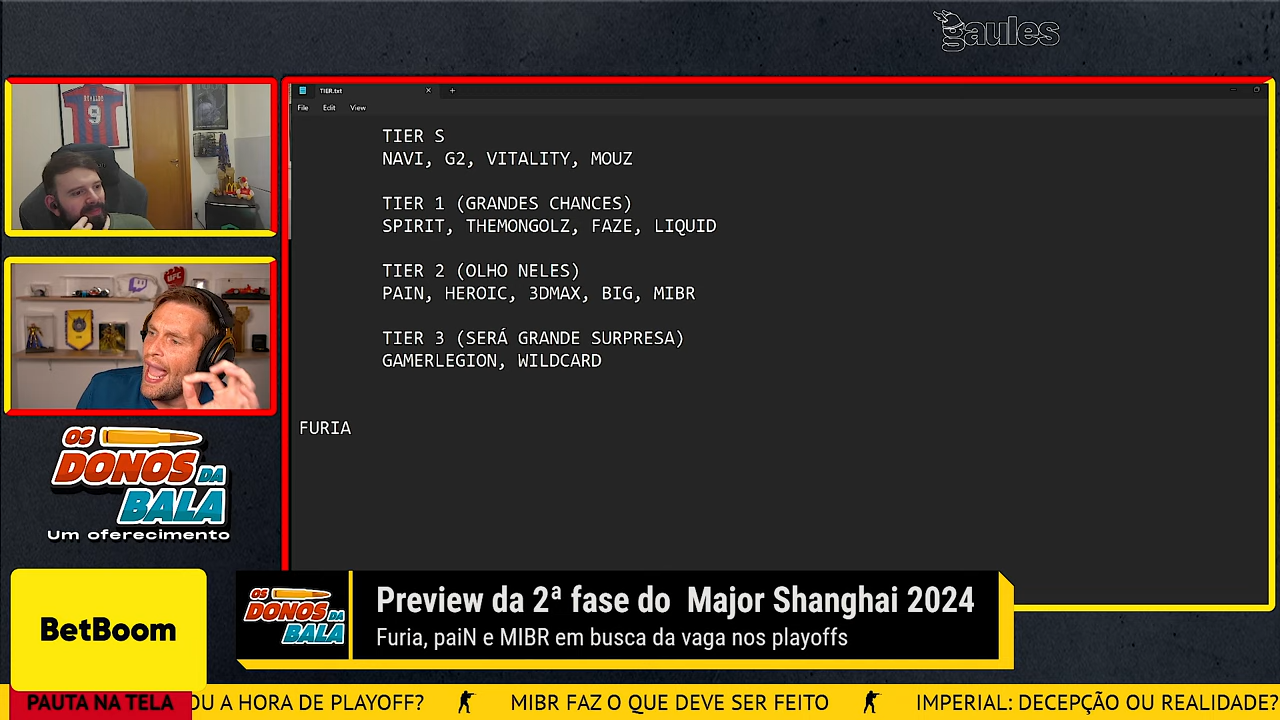 gaules
TIER.txt
File Edit View
TIER S
NAVI, G2, VITALITY, MOUZ
TIER 1 (GRANDES CHANCES)
SPIRIT, THEMONGOLZ, FAZE, LIQUID
TIER 2 (OLHO NELES)
PAIN, HEROIC, 3DMAX, BIG, MIBR
TIER 3 (SERÁ GRANDE SURPRESA)
GAMERLEGION, WILDCARD
FURIA
RONALDO
9
UFC
OS
DONOS DA
BALA
Um oferecimento
BetBoom
OS
DONOS DA
BALA
Preview da 2ª fase do Major Shanghai 2024
Furia, paiN e MIBR em busca da vaga nos playoffs
PAUTA NA TELA
OU A HORA DE PLAYOFF? MIBR FAZ O QUE DEVE SER FEITO IMPERIAL: DECEPÇÃO OU REALIDADE?